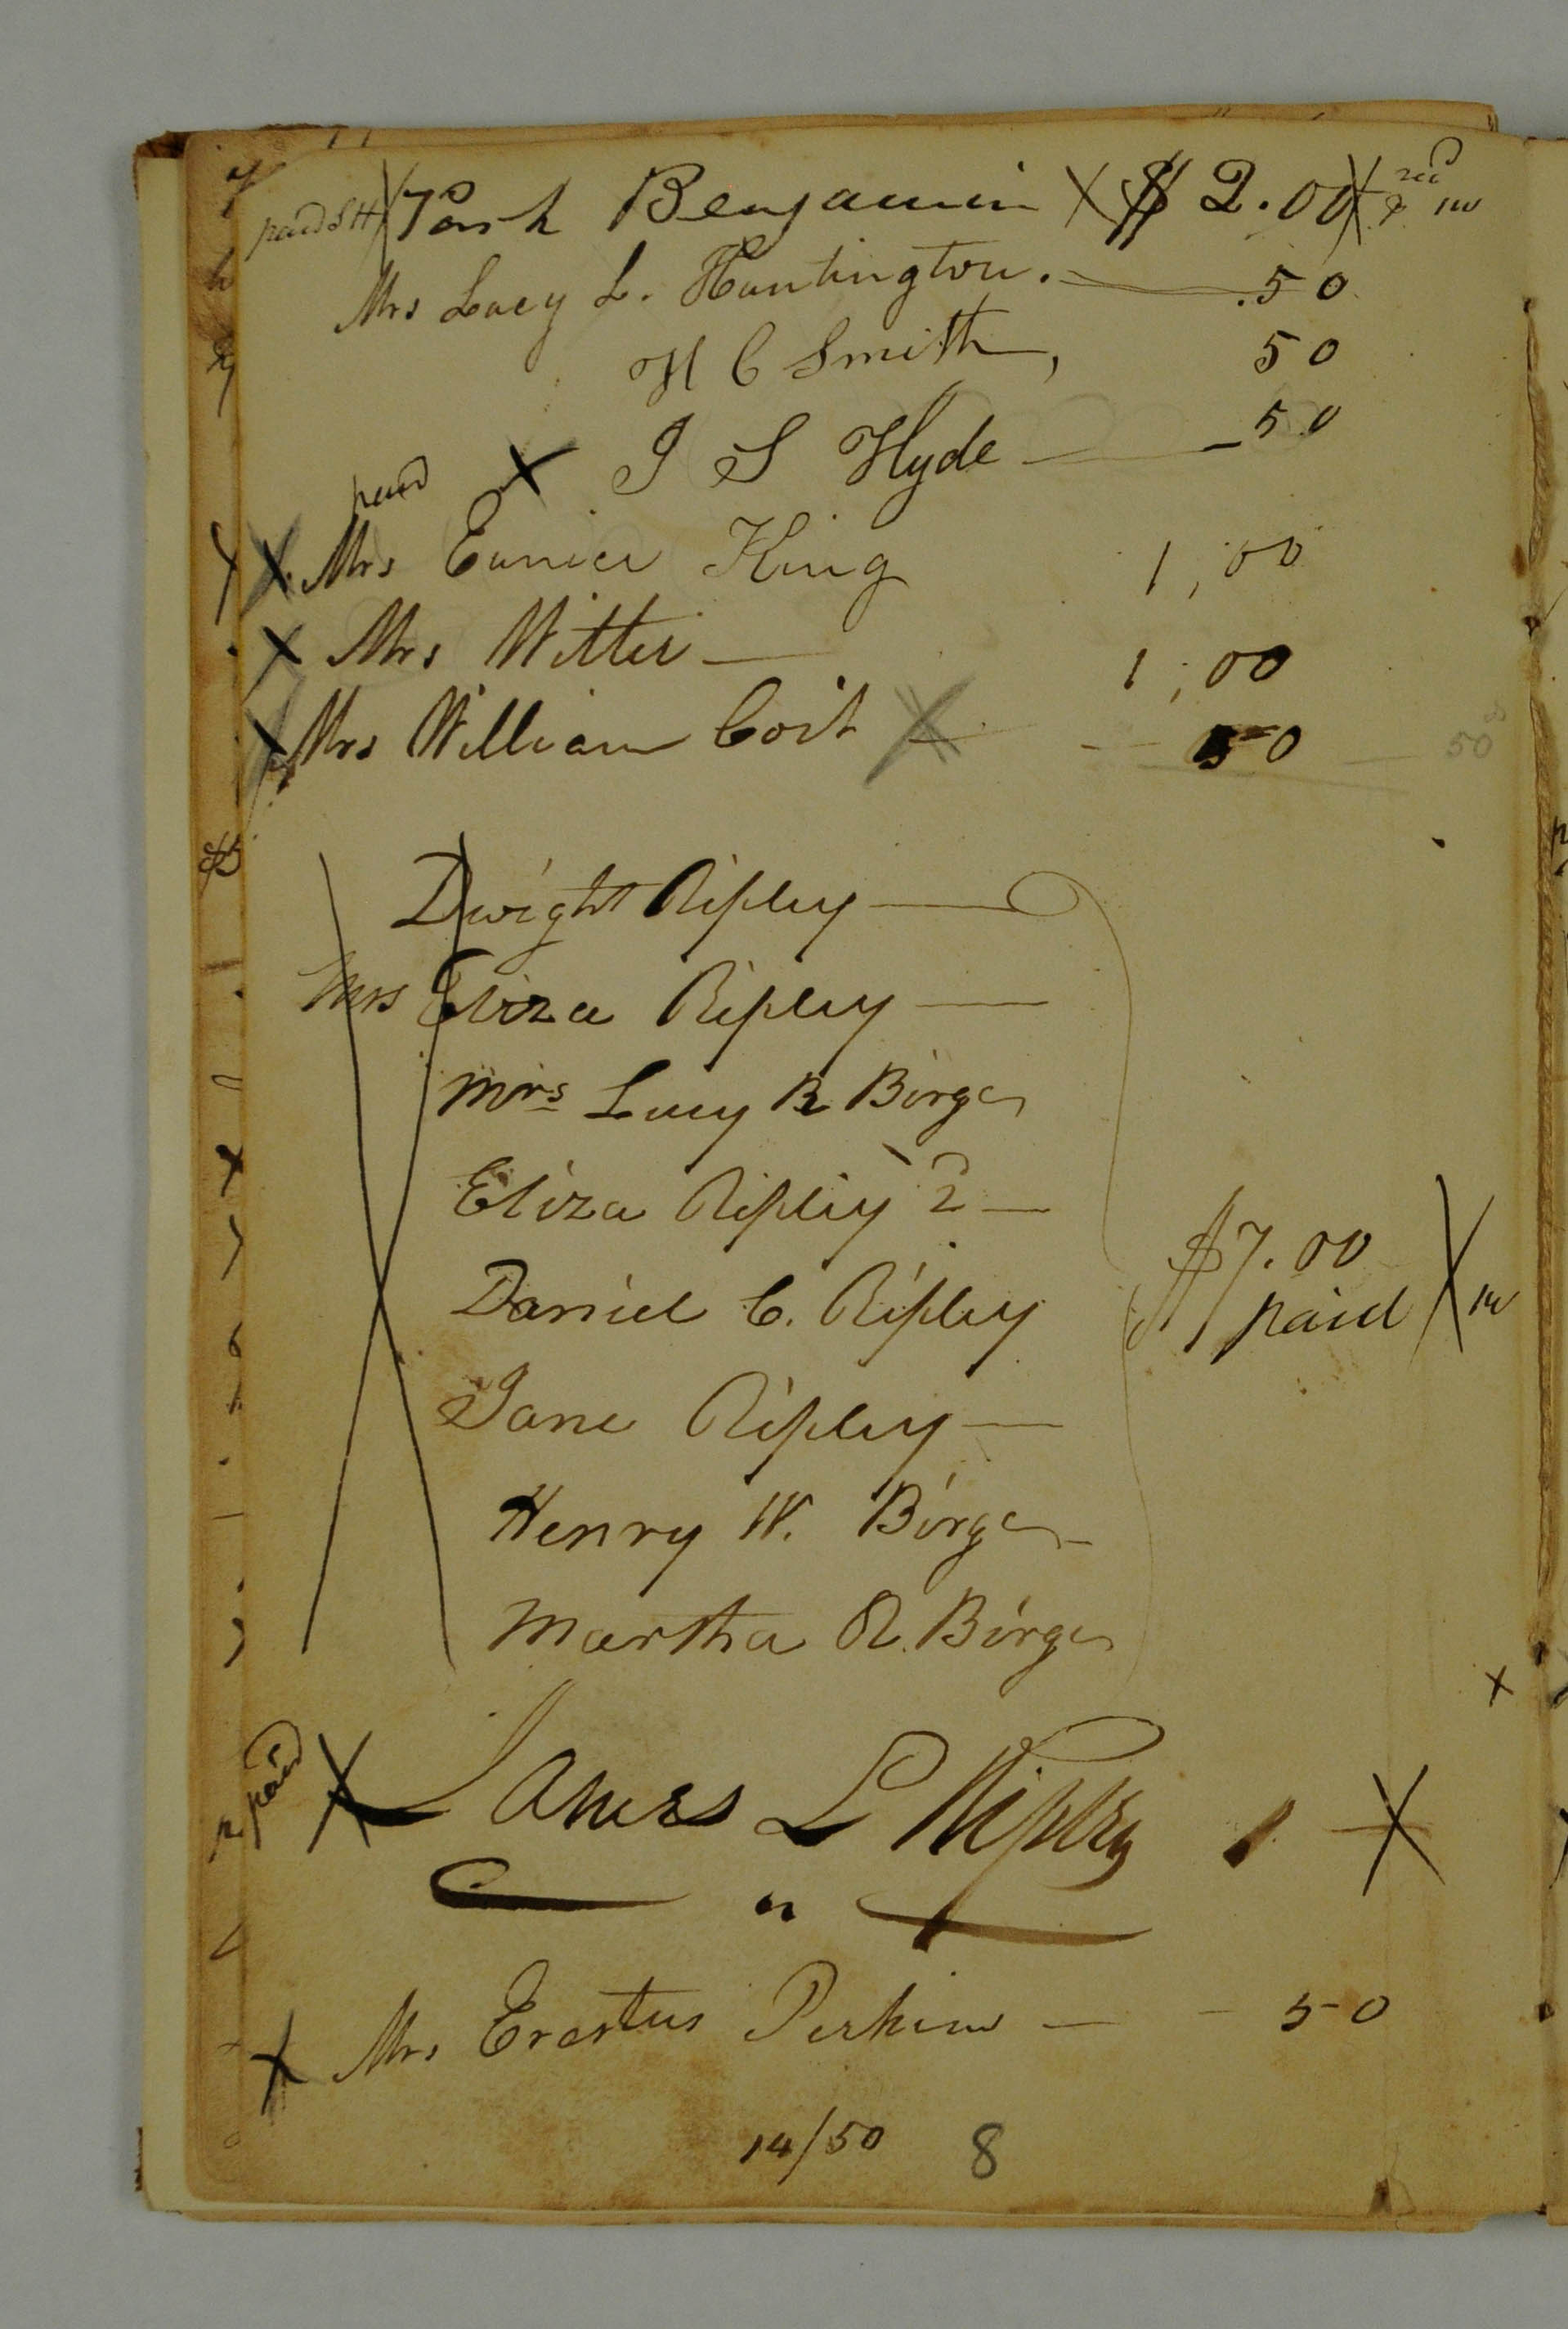 paid SH X Park Benjamin X $ 2.00 X recd
Mrs Lucy L. Huntington. .50
H C Smith, 50
paid X J S Hyde 50
X Mrs Eunice King 1,00
X Mrs Witter 1,00
X Mrs William Coit X 50 50
Dwight Ripley
Mrs Eliza Ripley
Mrs Lucy R Birge
Eliza Ripley 2
Daniel C. Ripley
$7.00
paid X
Jane Ripley
Henry W. Birge
Martha R. Birge
paid X James L Ripley 1 X
X Mrs Erastus Perkins 50
14/50 8